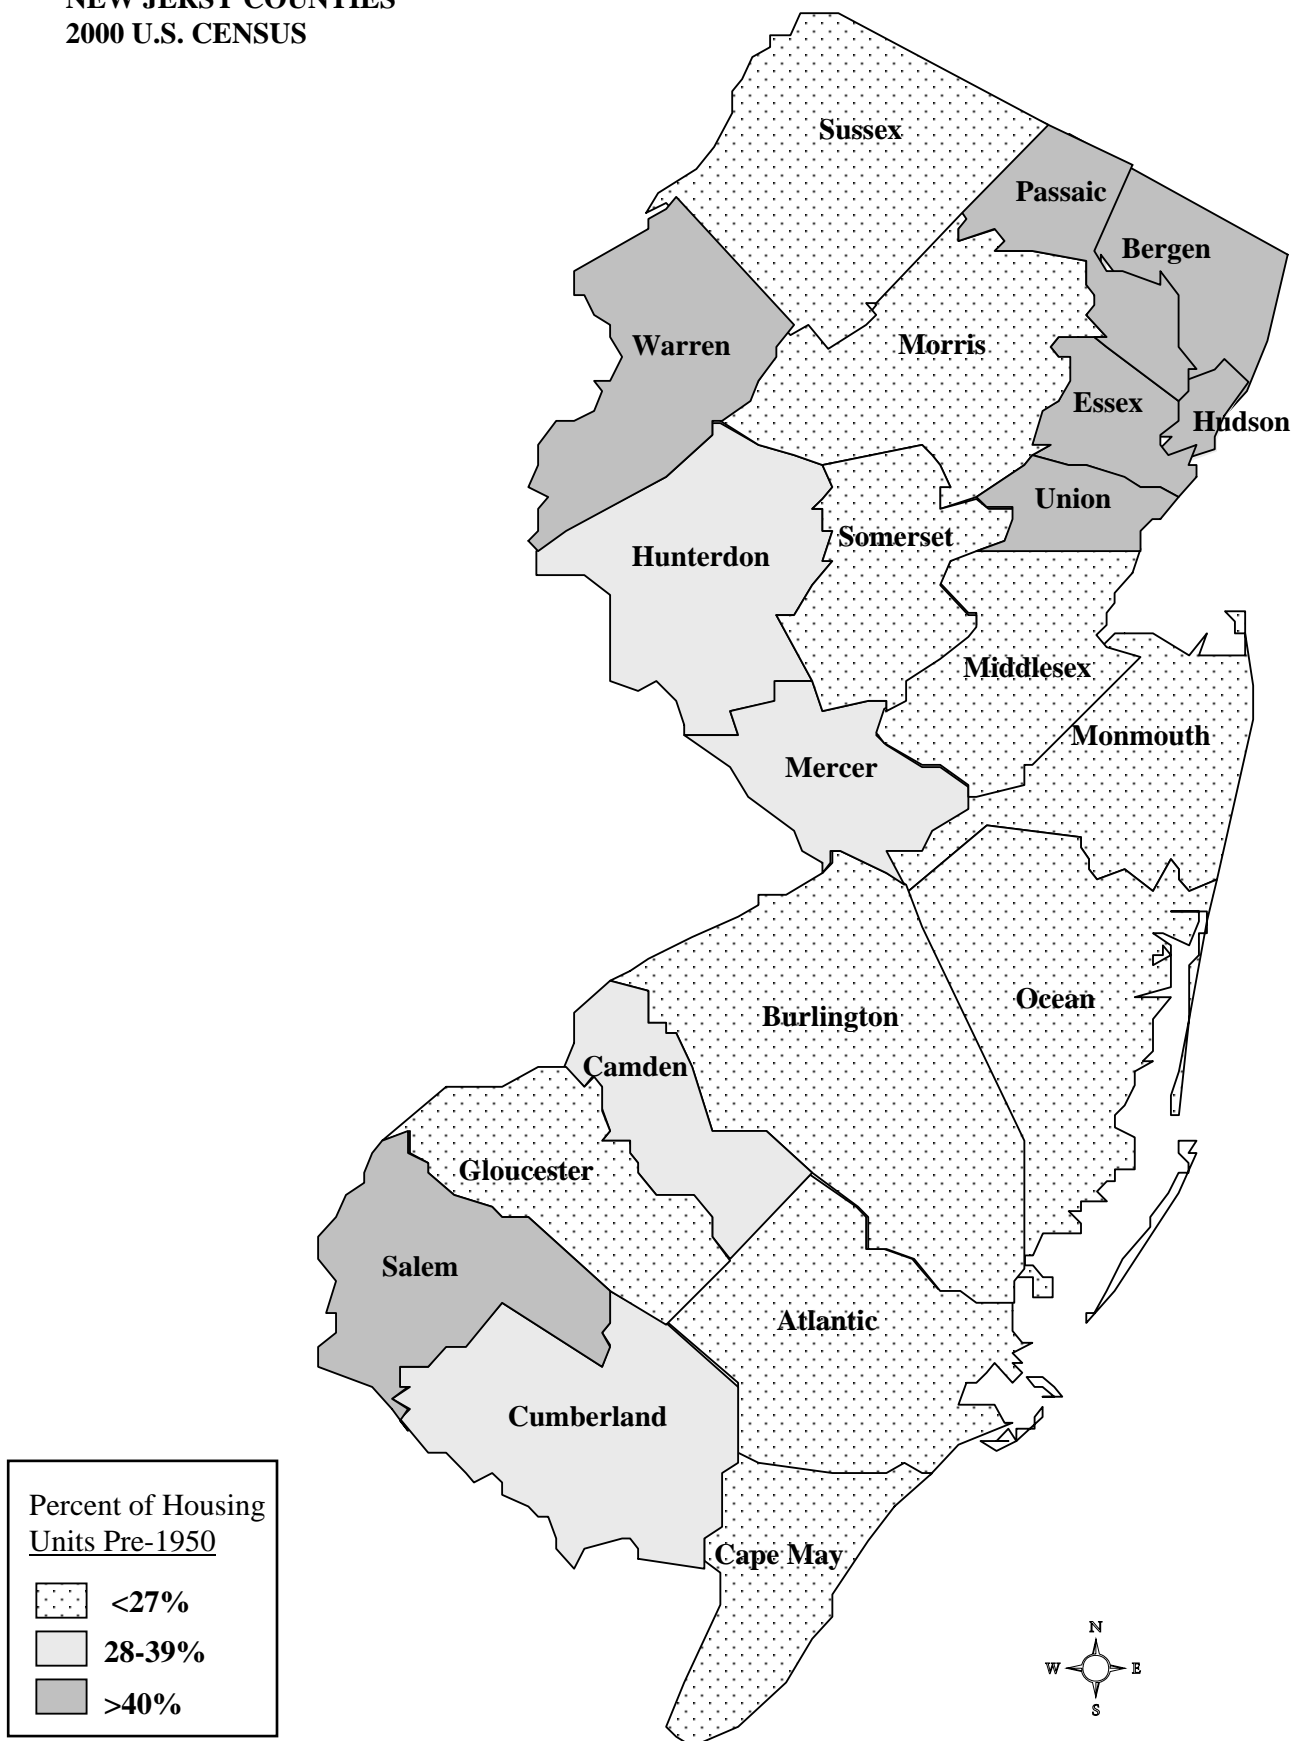 NEW JERSY COUNTIES
2000 U.S. CENSUS
Sussex
Passaic
Bergen
Warren
Morris
Essex
Hudson
Union
Somerset
Hunterdon
Middlesex
Monmouth
Mercer
Ocean
Burlington
Camden
Gloucester
Salem
Atlantic
Cumberland
Cape May
Percent of Housing
Units Pre-1950
<27%
28-39%
>40%
N
W E
S